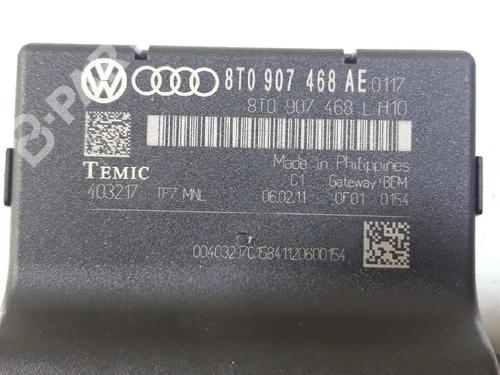 8T0 907 468 AE 0117
8T0 907 468 L H10
TEMIC
Made in Philippines
403217 TF7 MNL C1 Gateway+BEM
06.02.11 0F01 0154
00403217C15841120600154
B-PARTS